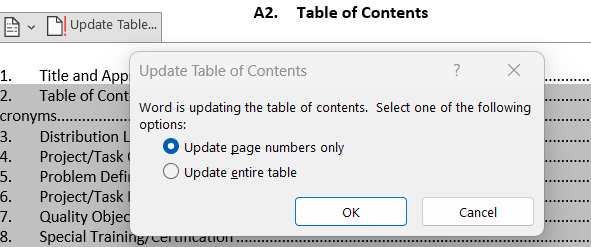 A2. Table of Contents
Update Table...
Update Table of Contents
Word is updating the table of contents. Select one of the following
options:
Update page numbers only
Update entire table
OK Cancel
1. Title and App
2. Table of Cont
cronyms
3. Distribution L
4. Project/Task
5. Problem Defi
6. Project/Task
7. Quality Objec
8. Special Training/Certification